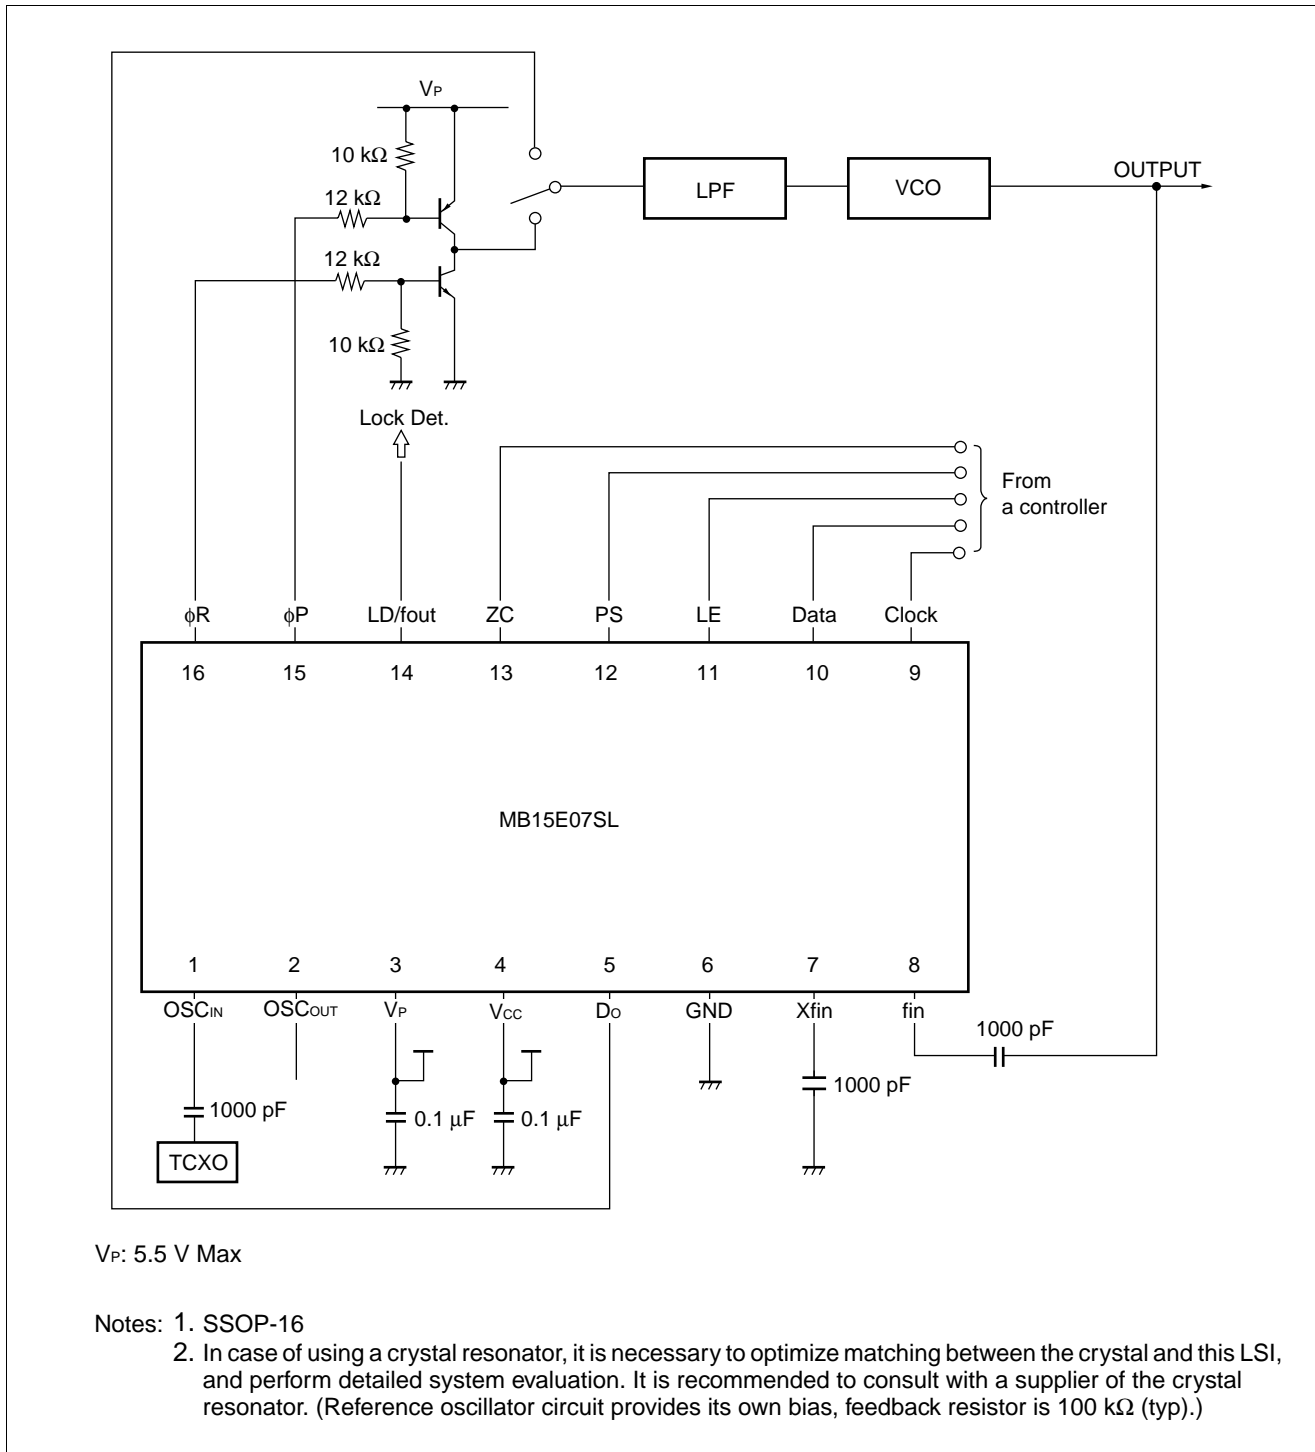 VP
10 kΩ
12 kΩ
12 kΩ
10 kΩ
LPF
VCO
OUTPUT
Lock Det.
From
a controller
φR
φP
LD/fout
ZC
PS
LE
Data
Clock
16
15
14
13
12
11
10
9
MB15E07SL
1
2
3
4
5
6
7
8
OSCIN
OSCOUT
VP
VCC
DO
GND
Xfin
fin
1000 pF
1000 pF
0.1 μF
0.1 μF
1000 pF
TCXO
VP: 5.5 V Max
Notes: 1. SSOP-16
2. In case of using a crystal resonator, it is necessary to optimize matching between the crystal and this LSI,
and perform detailed system evaluation. It is recommended to consult with a supplier of the crystal
resonator. (Reference oscillator circuit provides its own bias, feedback resistor is 100 kΩ (typ).)